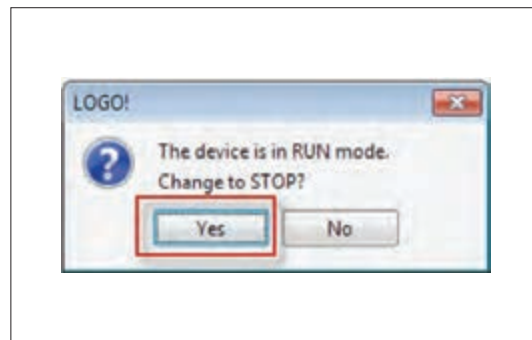 LOGO!
The device is in RUN mode.
Change to STOP?
Yes No